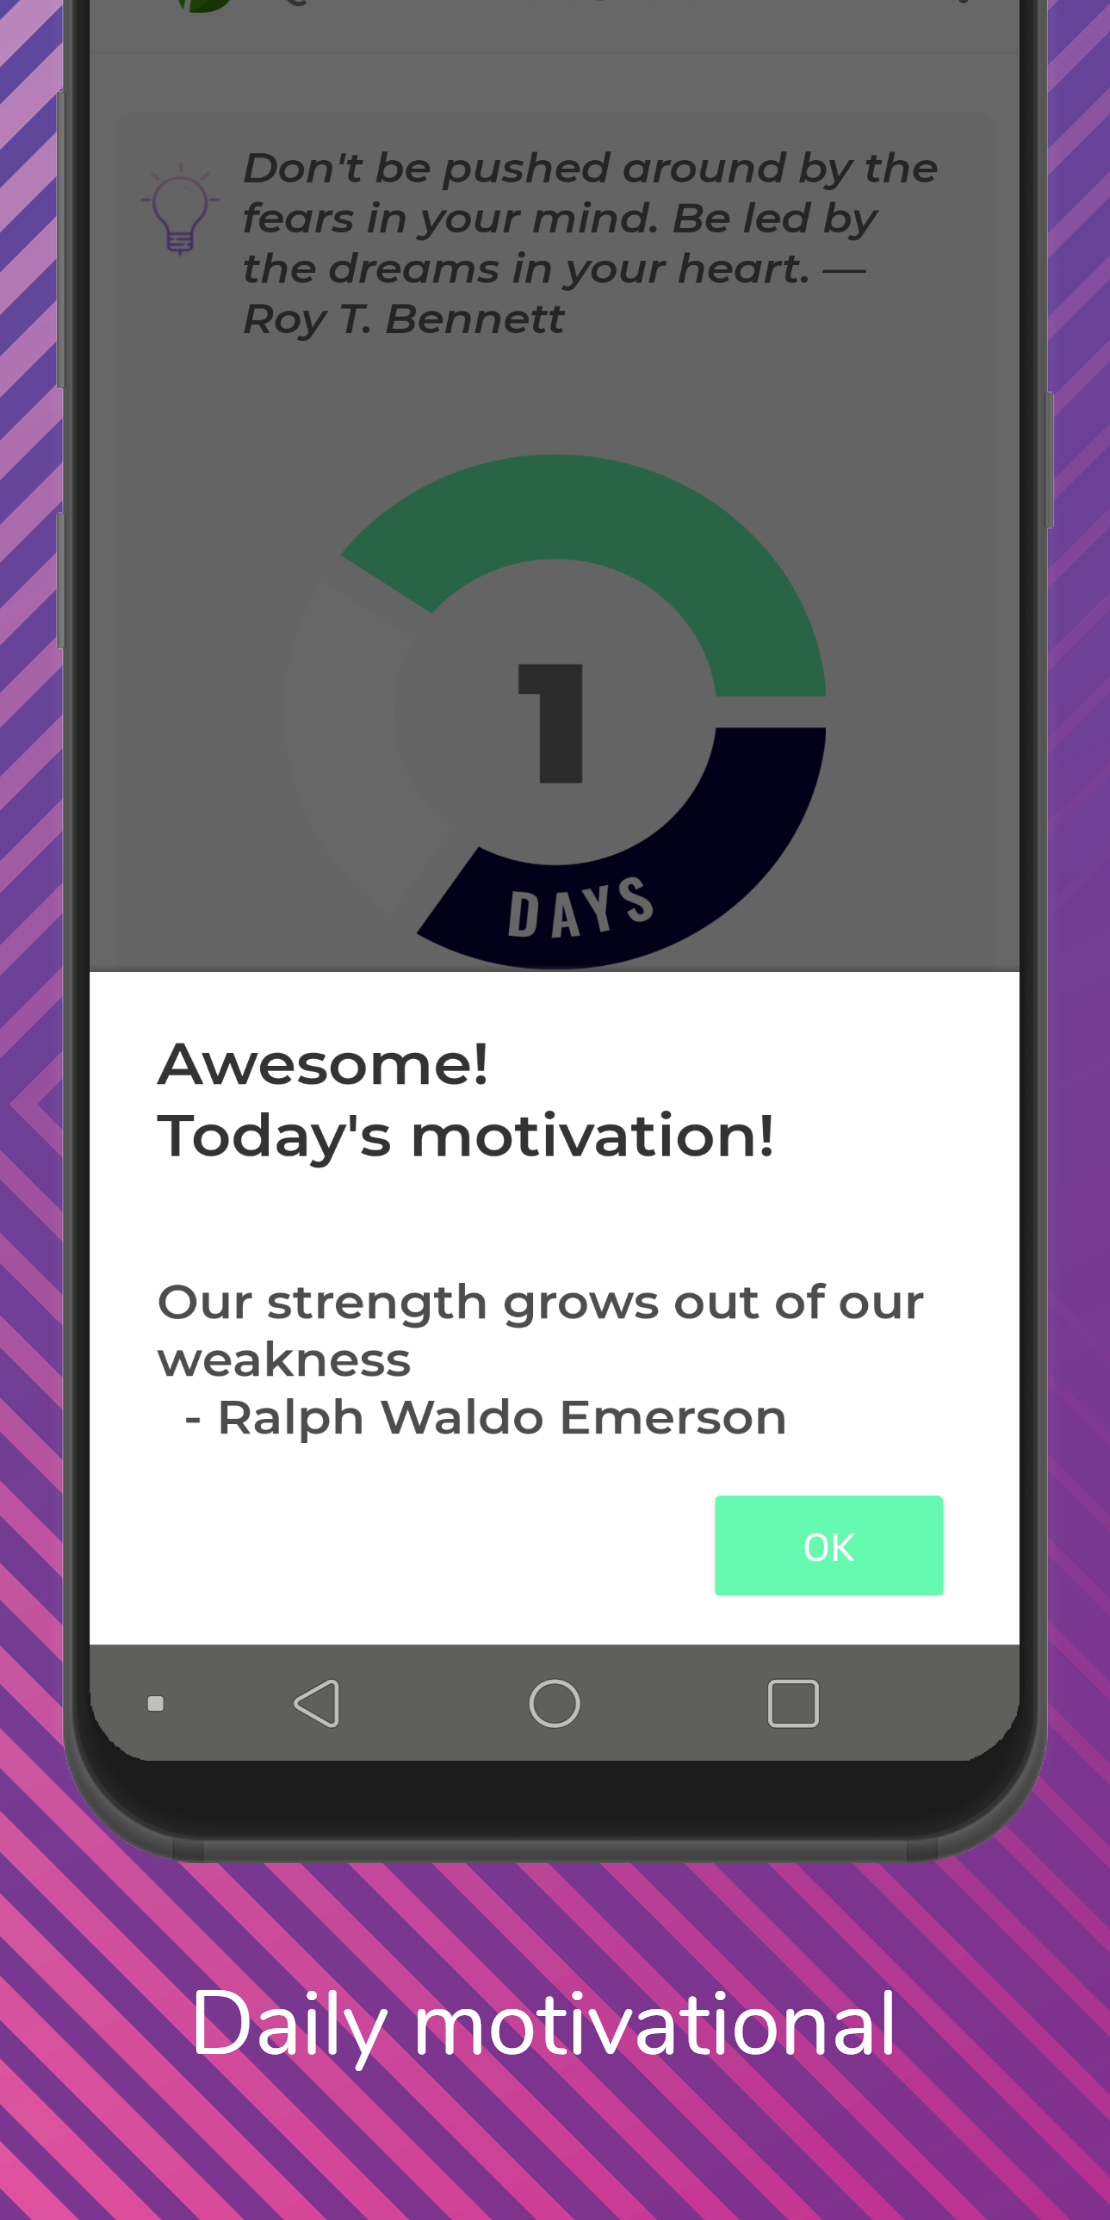 Don't be pushed around by the
fears in your mind. Be led by
the dreams in your heart. —
Roy T. Bennett
1
DAYS
Awesome!
Today's motivation!
Our strength grows out of our
weakness
- Ralph Waldo Emerson
OK
Daily motivational